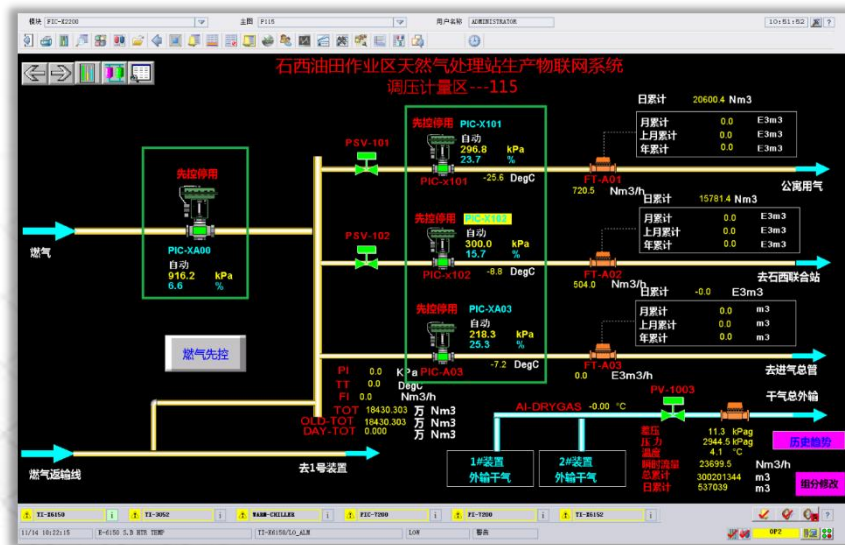 模块 FIC-X2200 主图 P115 用户名称 ADMINISTRATOR 10:51:52 ?
石西油田作业区天然气处理站生产物联网系统
调压计量区---115
日累计 20600.4 Nm3
月累计 0.0 E3m3
上月累计 0.0 E3m3
年累计 0.0 E3m3
先控停用 PIC-X101
自动
296.8 kPa
23.7 %
PSV-101
PIC-x101
-25.6 DegC
FT-A01
720.5 Nm3/h
公寓用气
先控停用
PIC-XA00
自动
916.2 kPa
6.6 %
燃气
日累计 15781.4 Nm3
月累计 0.0 E3m3
上月累计 0.0 E3m3
年累计 0.0 E3m3
先控停用 PIC-X102
自动
300.0 kPa
15.7 %
PSV-102
PIC-x102
-8.8 DegC
FT-A02
504.0 Nm3/h
去石西联合站
日累计 -0.0 E3m3
月累计 0.0 m3
上月累计 0.0 m3
年累计 0.0 m3
先控停用 PIC-XA03
自动
218.3 kPa
25.3 %
PIC-A03
-7.2 DegC
FT-A03
0.0 E3m3/h
去进气总管
燃气先控
PI 0.0 KPa
TT 0.0 DegC
FI 0.0 Nm3/h
TOT 18430.303 万 Nm3
OLD-TOT 18430.303 万 Nm3
DAY-TOT 0.000 万 Nm3
PV-1003
干气总外输
AI-DRYGAS -0.00 °C
1#装置
外输干气
2#装置
外输干气
差压 11.3 kPag
压力 2944.5 kPag
温度 4.1 °C
瞬时流量 23699.5 Nm3/h
总累计 300201344 m3
日累计 537039 m3
历史趋势
组分修改
燃气返输线
去1号装置
TI-X6150 TI-3052 WARM-CHILLER FIC-7200 FI-7200 TI-X6152
11/14 10:22:15 E-6150 S.B HTR TEMP TI-X6150/LO_ALM LOW 警告 OP2